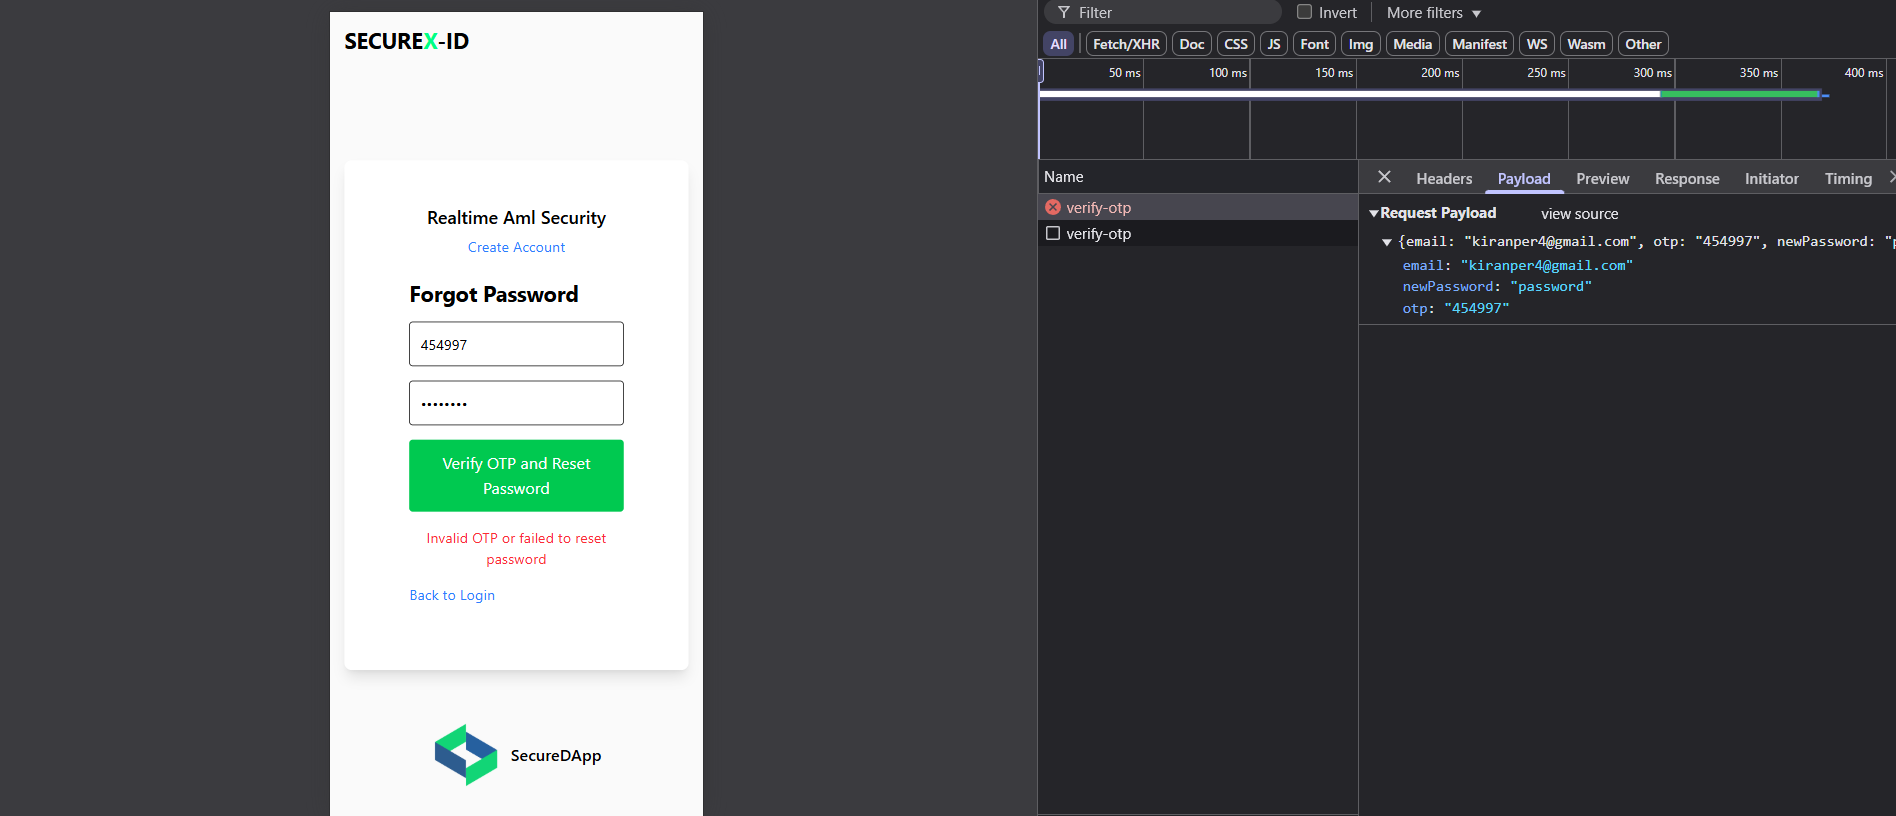 SECUREX-ID
Realtime Aml Security
Create Account
Forgot Password
454997
••••••••
Verify OTP and Reset
Password
Invalid OTP or failed to reset
password
Back to Login
SecureDApp
Filter
Invert
More filters
All
Fetch/XHR
Doc
CSS
JS
Font
Img
Media
Manifest
WS
Wasm
Other
50 ms
100 ms
150 ms
200 ms
250 ms
300 ms
350 ms
400 ms
Name
verify-otp
verify-otp
Headers
Payload
Preview
Response
Initiator
Timing
Request Payload view source
{email: "kiranper4@gmail.com", otp: "454997", newPassword: "p
email: "kiranper4@gmail.com"
newPassword: "password"
otp: "454997"